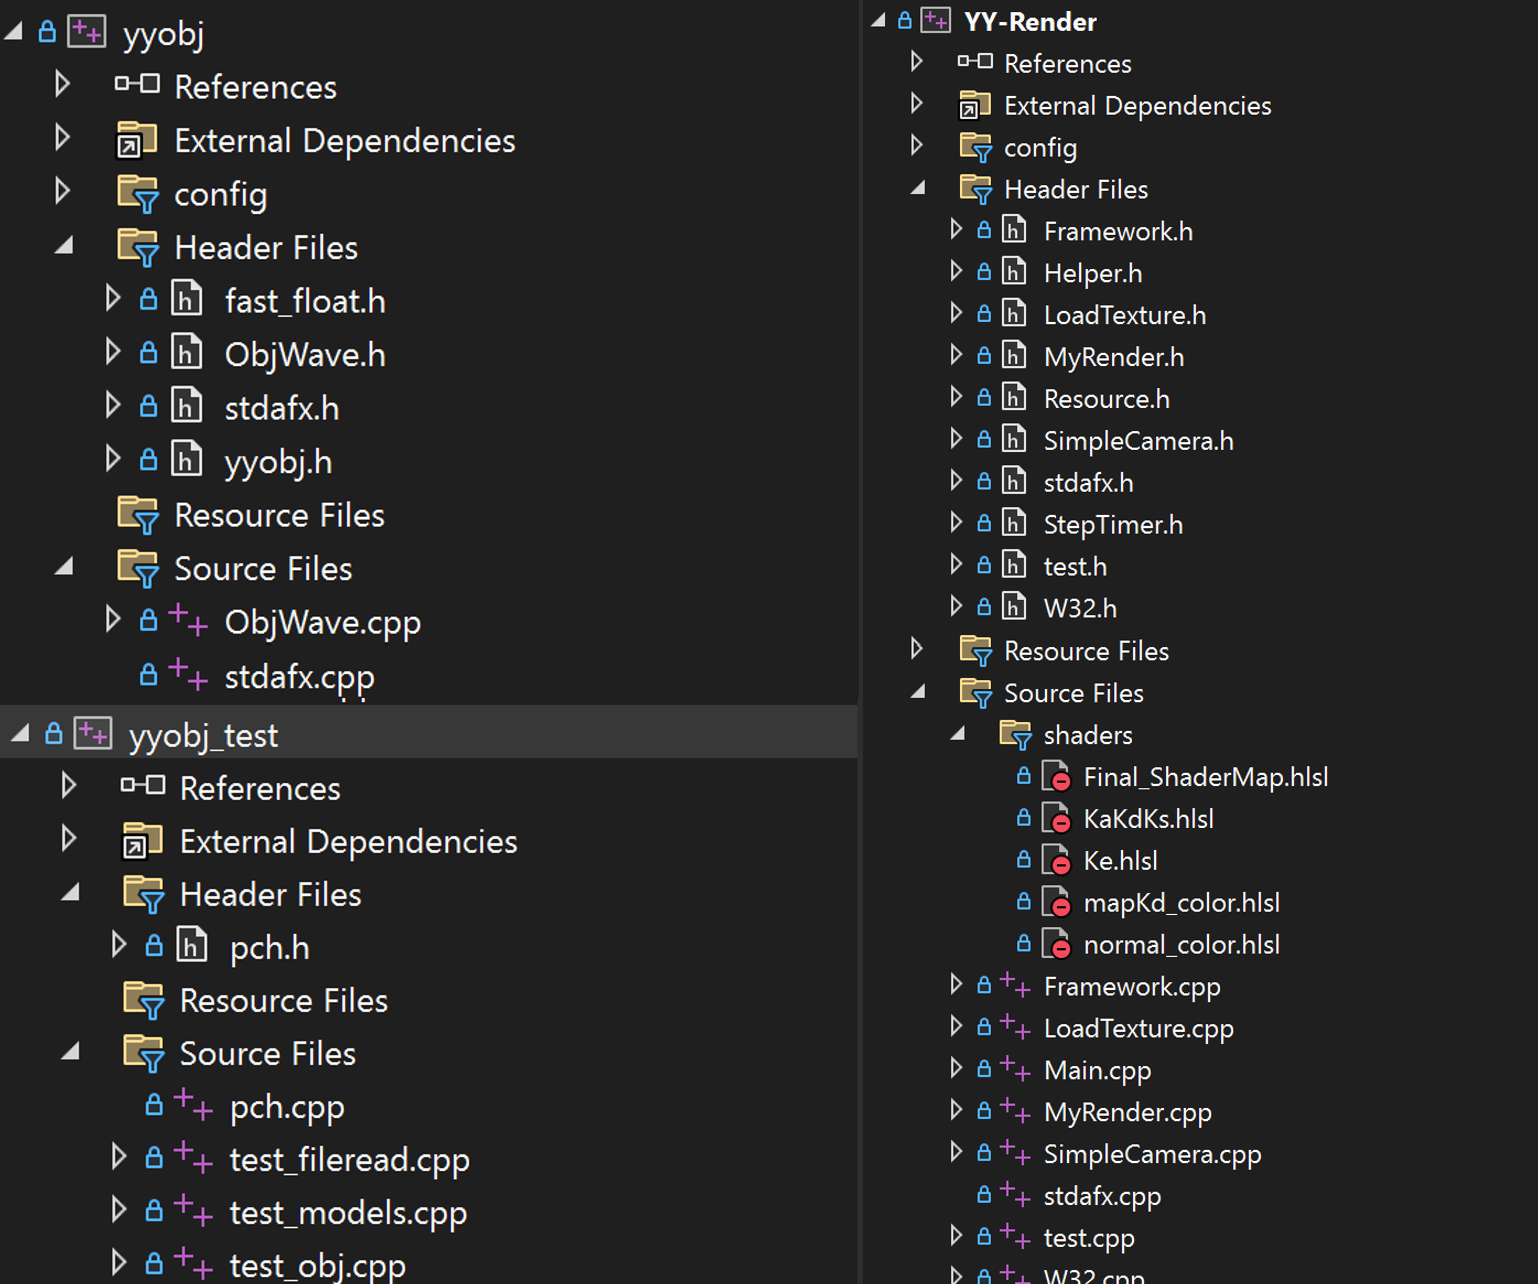 yyobj
References
External Dependencies
config
Header Files
fast_float.h
ObjWave.h
stdafx.h
yyobj.h
Resource Files
Source Files
ObjWave.cpp
stdafx.cpp
yyobj_test
References
External Dependencies
Header Files
pch.h
Resource Files
Source Files
pch.cpp
test_fileread.cpp
test_models.cpp
test_obj.cpp
YY-Render
References
External Dependencies
config
Header Files
Framework.h
Helper.h
LoadTexture.h
MyRender.h
Resource.h
SimpleCamera.h
stdafx.h
StepTimer.h
test.h
W32.h
Resource Files
Source Files
shaders
Final_ShaderMap.hlsl
KaKdKs.hlsl
Ke.hlsl
mapKd_color.hlsl
normal_color.hlsl
Framework.cpp
LoadTexture.cpp
Main.cpp
MyRender.cpp
SimpleCamera.cpp
stdafx.cpp
test.cpp
W32.cpp